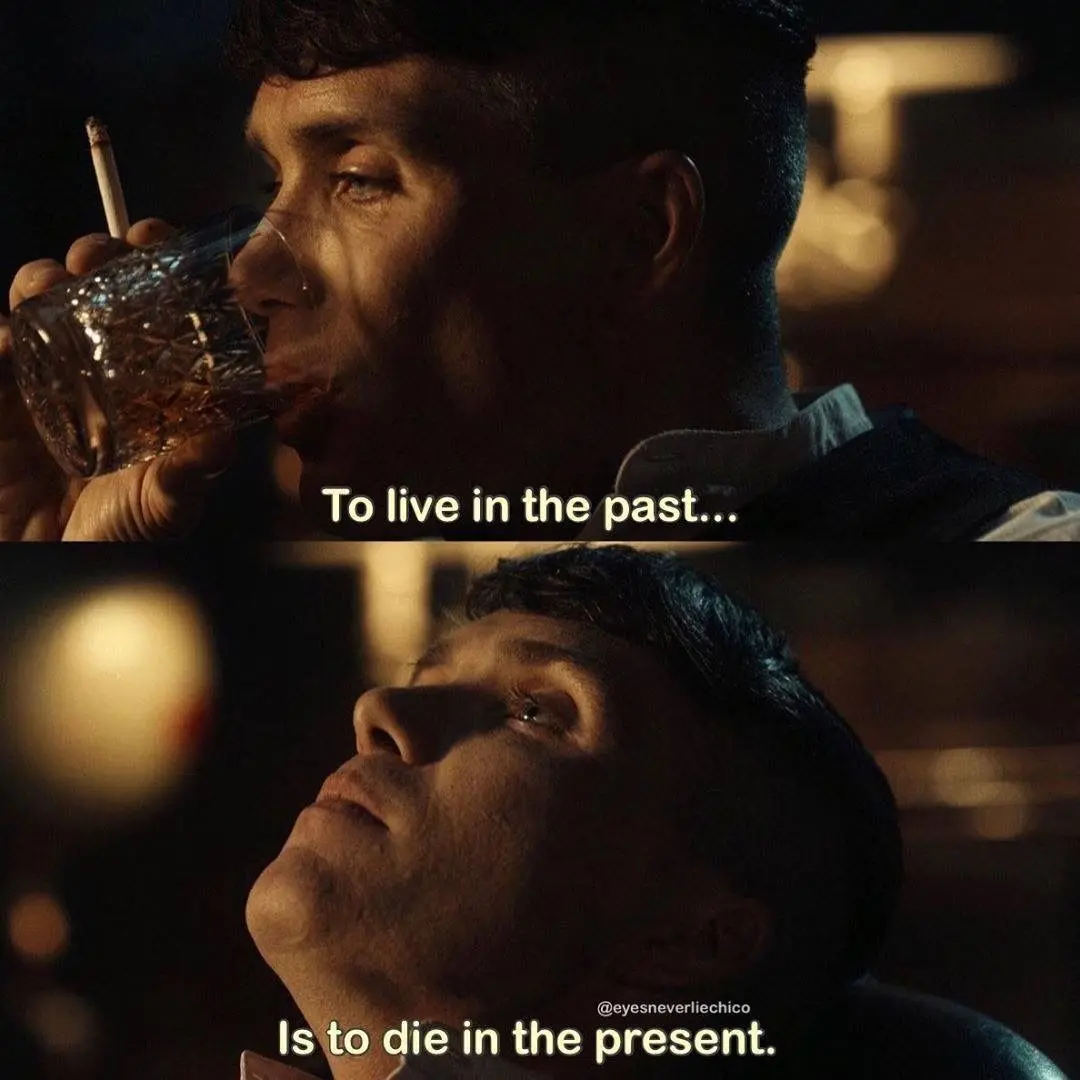 To live in the past...
@eyesneverliechico
Is to die in the present.